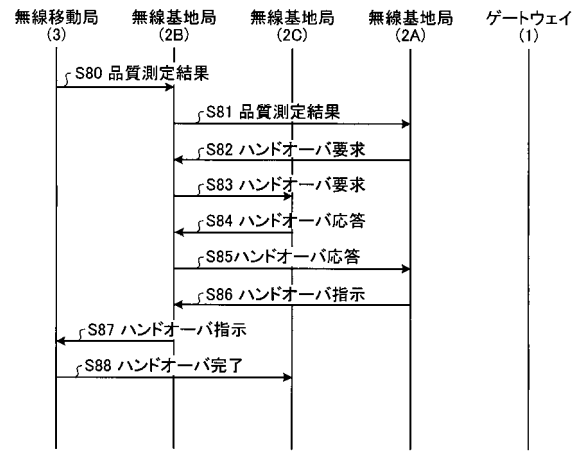 無線移動局 無線基地局 無線基地局 無線基地局 ゲートウェイ
(3) (2B) (2C) (2A) (1)
S80 品質測定結果
S81 品質測定結果
S82 ハンドオーバ要求
S83 ハンドオーバ要求
S84 ハンドオーバ応答
S85ハンドオーバ応答
S86 ハンドオーバ指示
S87 ハンドオーバ指示
S88 ハンドオーバ完了